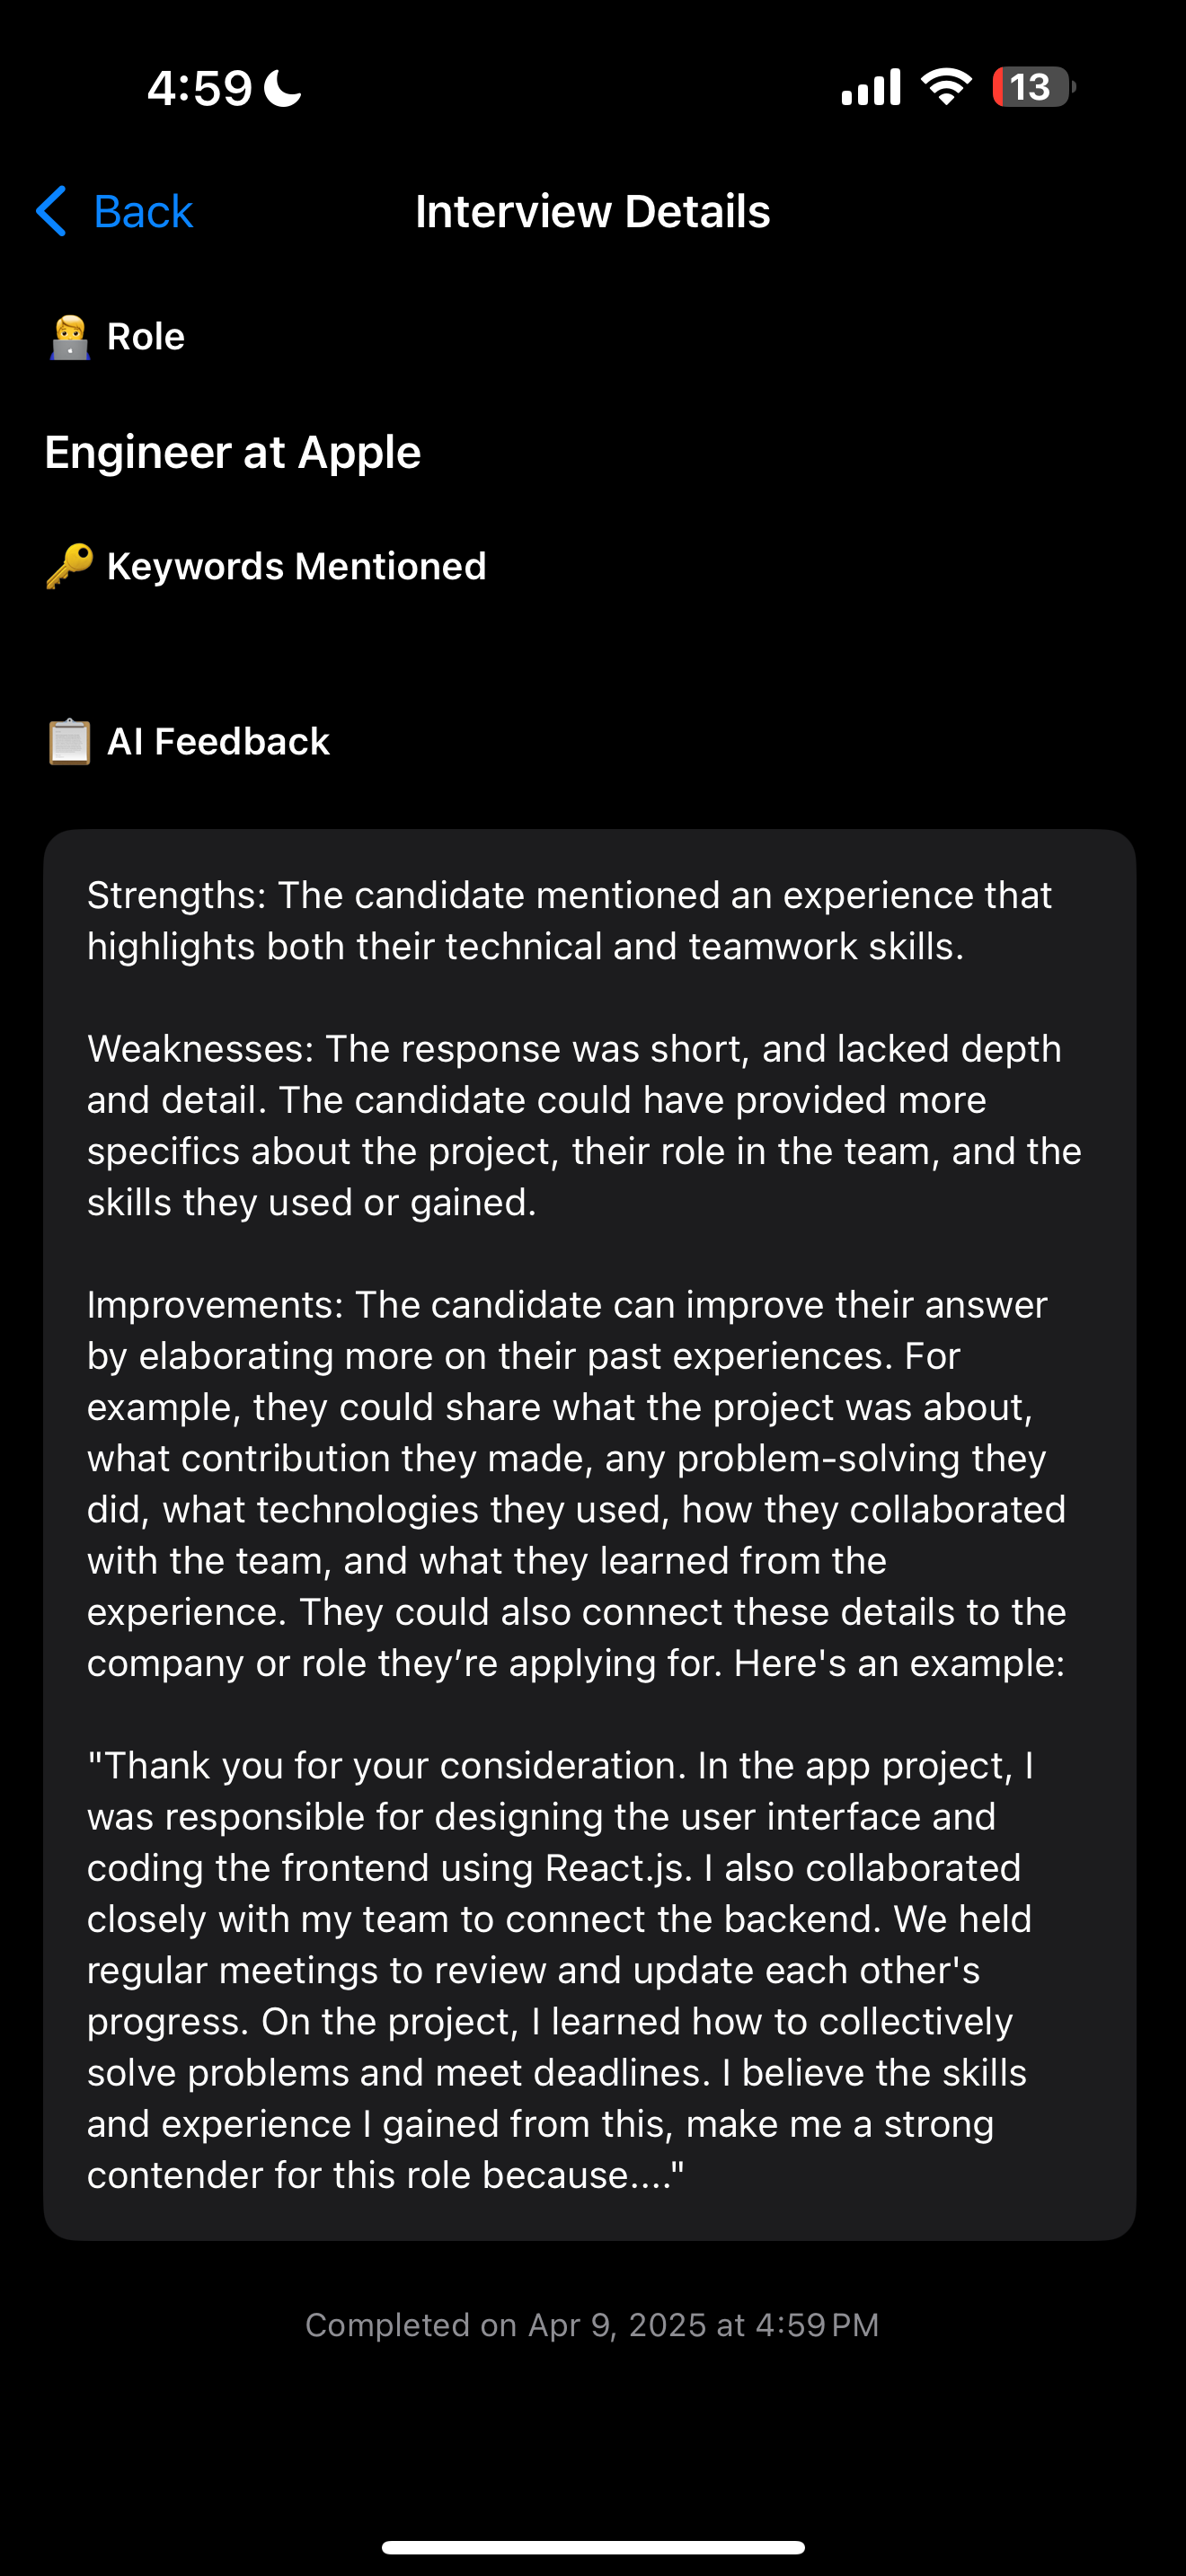 4:59
13
Back
Interview Details
Role
Engineer at Apple
Keywords Mentioned
AI Feedback
Strengths: The candidate mentioned an experience that
highlights both their technical and teamwork skills.
Weaknesses: The response was short, and lacked depth
and detail. The candidate could have provided more
specifics about the project, their role in the team, and the
skills they used or gained.
Improvements: The candidate can improve their answer
by elaborating more on their past experiences. For
example, they could share what the project was about,
what contribution they made, any problem-solving they
did, what technologies they used, how they collaborated
with the team, and what they learned from the
experience. They could also connect these details to the
company or role they’re applying for. Here's an example:
"Thank you for your consideration. In the app project, I
was responsible for designing the user interface and
coding the frontend using React.js. I also collaborated
closely with my team to connect the backend. We held
regular meetings to review and update each other's
progress. On the project, I learned how to collectively
solve problems and meet deadlines. I believe the skills
and experience I gained from this, make me a strong
contender for this role because...."
Completed on Apr 9, 2025 at 4:59 PM